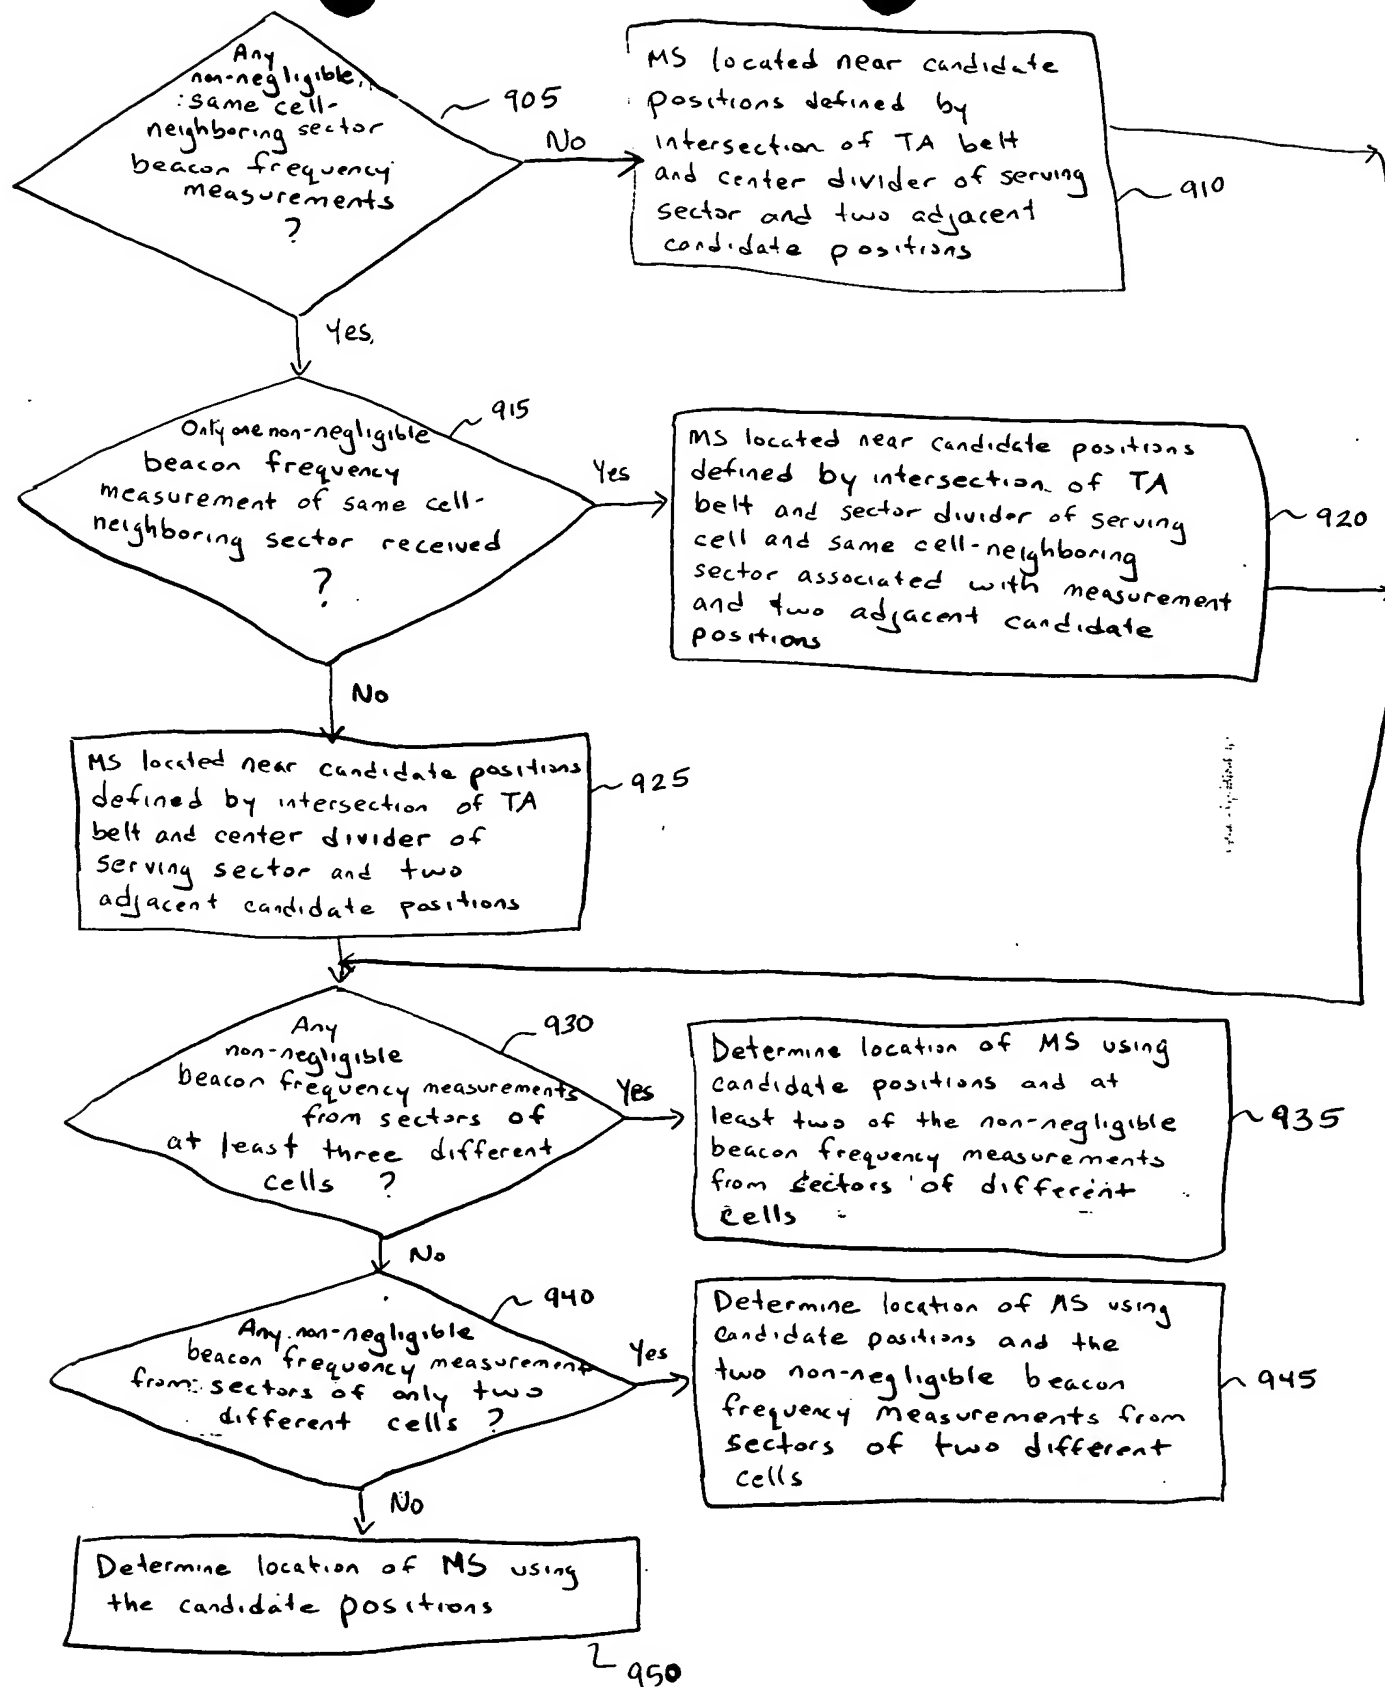 Any
non-negligible,
same cell-
neighboring sector
beacon frequency
measurements
?
905
No
MS located near candidate
positions defined by
intersection of TA belt
and center divider of serving
sector and two adjacent
candidate positions
910
Yes
Only one non-negligible
beacon frequency
measurement of same cell-
neighboring sector received
?
915
Yes
MS located near candidate positions
defined by intersection of TA
belt and sector divider of serving
cell and same cell-neighboring
sector associated with measurement
and two adjacent candidate
positions
920
No
MS located near candidate positions
defined by intersection of TA
belt and center divider of
serving sector and two
adjacent candidate positions
925
Any
non-negligible
beacon frequency measurements
from sectors of
at least three different
cells ?
930
Yes
Determine location of MS using
candidate positions and at
least two of the non-negligible
beacon frequency measurements
from sectors of different
cells
935
No
Any non-negligible
beacon frequency measurement
from sectors of only two
different cells ?
940
Yes
Determine location of MS using
candidate positions and the
two non-negligible beacon
frequency measurements from
sectors of two different
cells
945
No
Determine location of MS using
the candidate positions
950